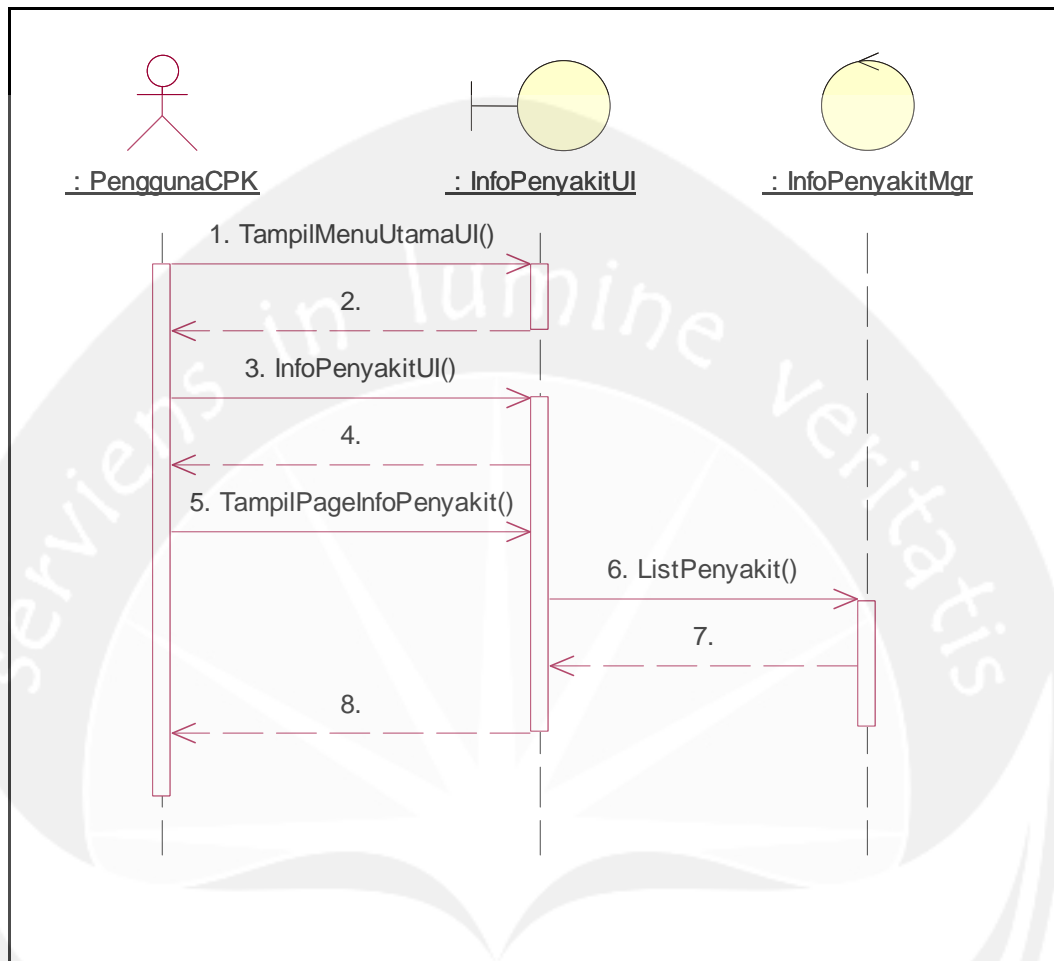 : PenggunaCPK
: InfoPenyakitUI
: InfoPenyakitMgr
1. TampilMenuUtamaUI()
2.
3. InfoPenyakitUI()
4.
5. TampilPageInfoPenyakit()
6. ListPenyakit()
7.
8.
serviens in lumine veritatis